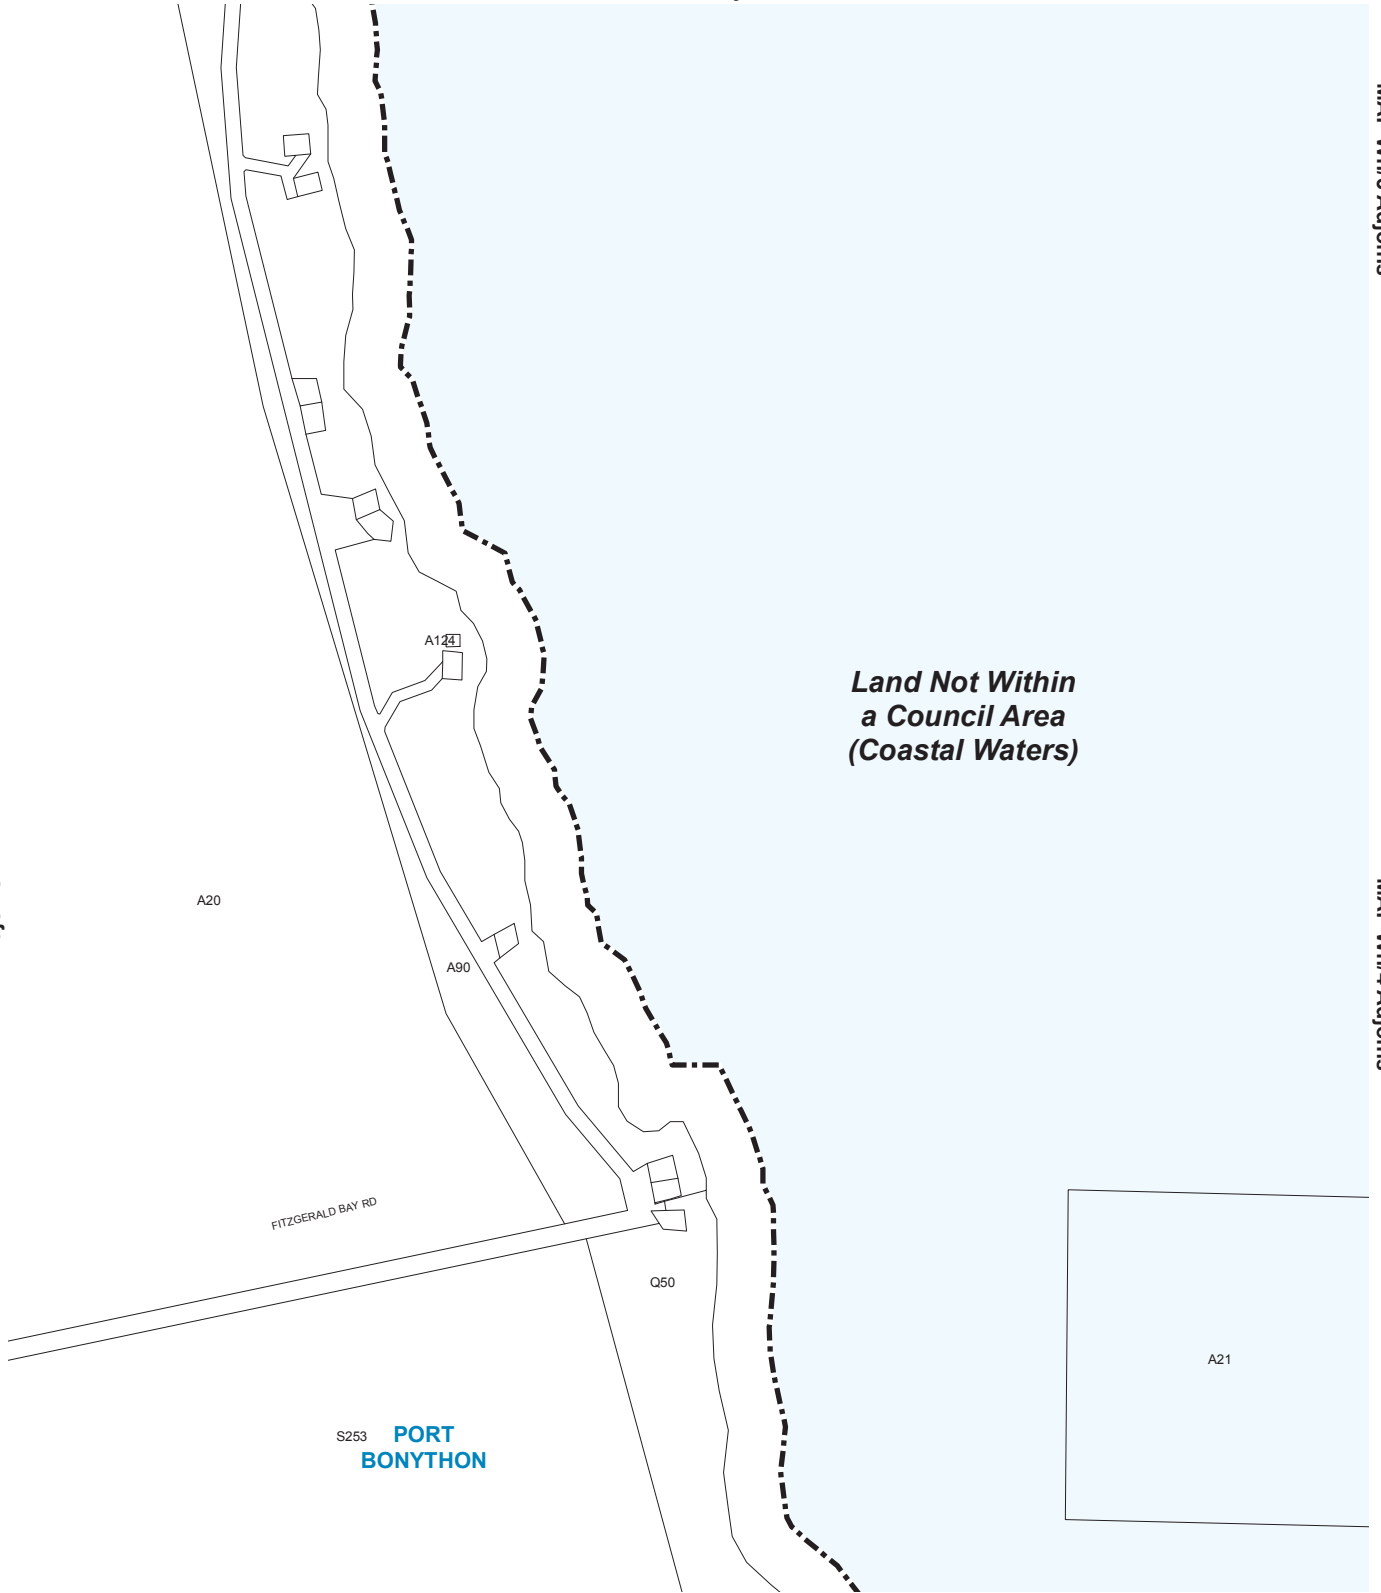 Land Not Within
a Council Area
(Coastal Waters)
A124
A20
A90
FITZGERALD BAY RD
Q50
A21
S253
PORT
BONYTHON